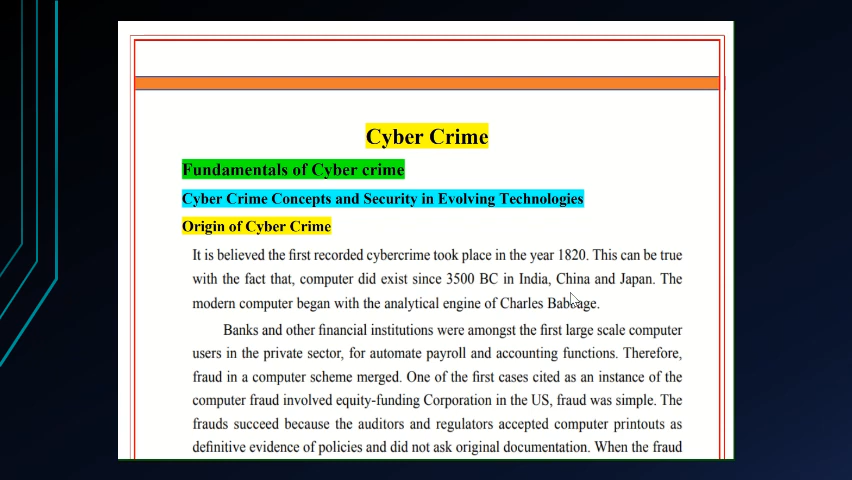 Cyber Crime
Fundamentals of Cyber crime
Cyber Crime Concepts and Security in Evolving Technologies
Origin of Cyber Crime
It is believed the first recorded cybercrime took place in the year 1820. This can be true
with the fact that, computer did exist since 3500 BC in India, China and Japan. The
modern computer began with the analytical engine of Charles Babbage.
Banks and other financial institutions were amongst the first large scale computer
users in the private sector, for automate payroll and accounting functions. Therefore,
fraud in a computer scheme merged. One of the first cases cited as an instance of the
computer fraud involved equity-funding Corporation in the US, fraud was simple. The
frauds succeed because the auditors and regulators accepted computer printouts as
definitive evidence of policies and did not ask original documentation. When the fraud